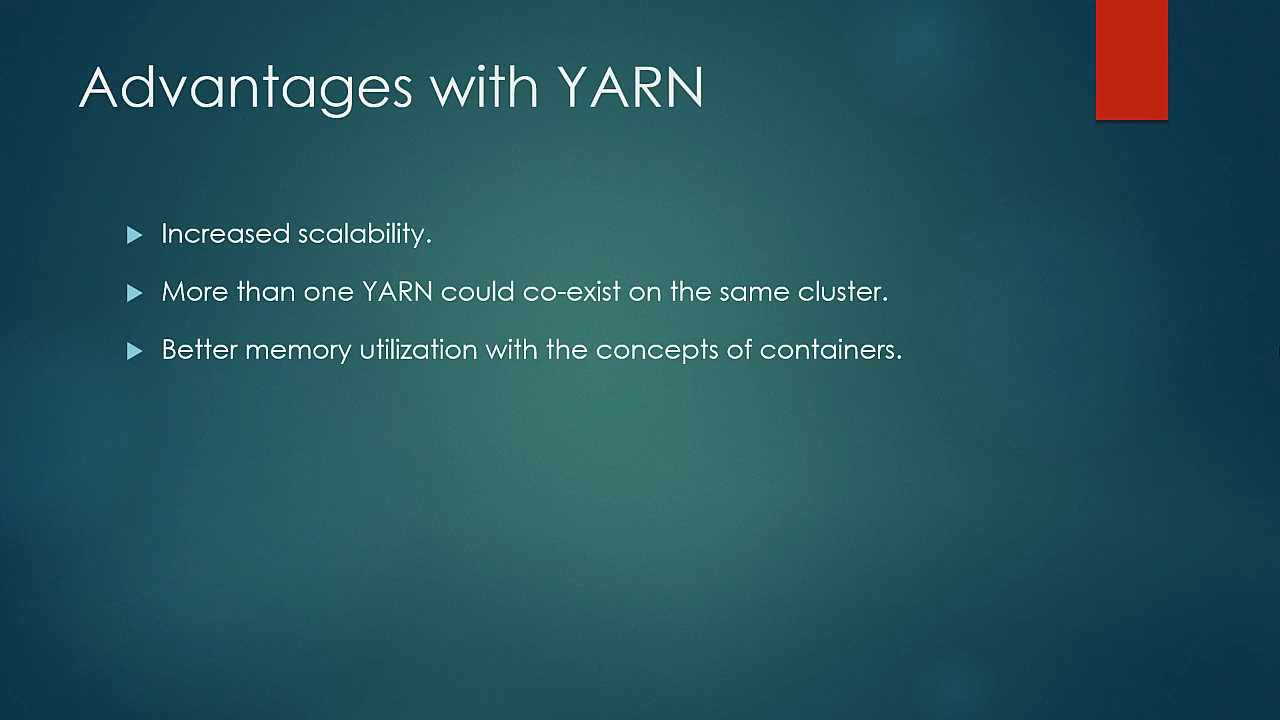 Advantages with YARN
Increased scalability.
More than one YARN could co-exist on the same cluster.
Better memory utilization with the concepts of containers.